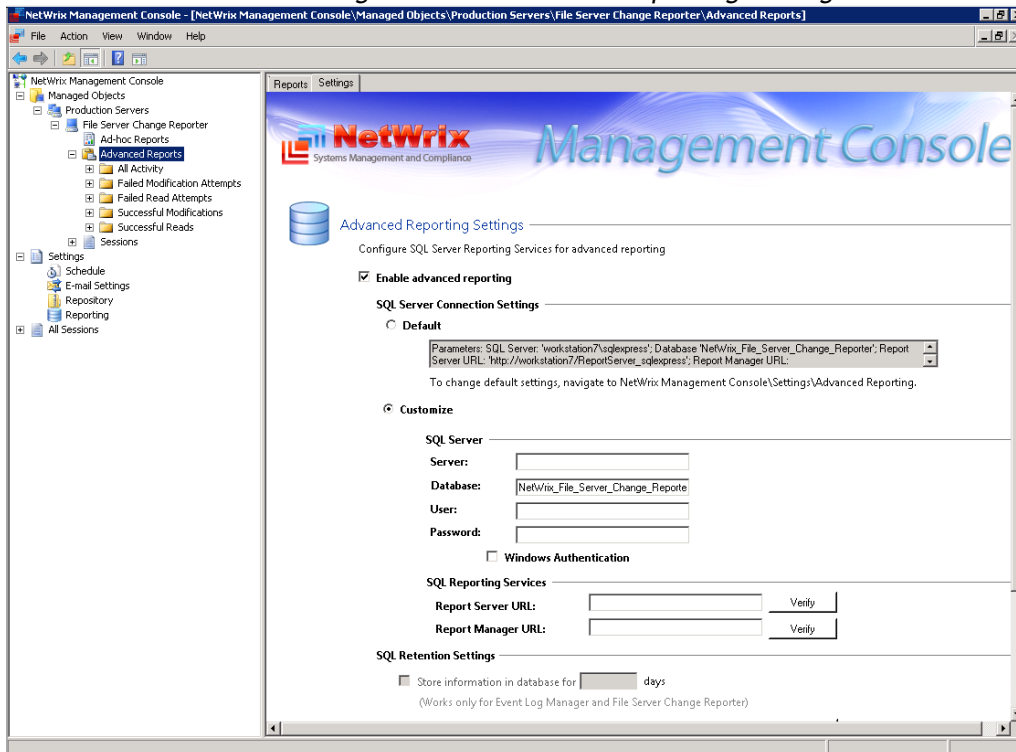 NetWrix Management Console - [NetWrix Management Console\Managed Objects\Production Servers\File Server Change Reporter\Advanced Reports]
File Action View Window Help
NetWrix Management Console
Managed Objects
Production Servers
File Server Change Reporter
Ad-hoc Reports
Advanced Reports
All Activity
Failed Modification Attempts
Failed Read Attempts
Successful Modifications
Successful Reads
Sessions
Settings
Schedule
E-mail Settings
Repository
Reporting
All Sessions
Reports Settings
NetWrix
Systems Management and Compliance
Management Console
Advanced Reporting Settings
Configure SQL Server Reporting Services for advanced reporting
Enable advanced reporting
SQL Server Connection Settings
Default
Parameters: SQL Server: 'workstation7\sqlexpress'; Database 'NetWrix_File_Server_Change_Reporter'; Report
Server URL: 'http://workstation7/ReportServer_sqlexpress'; Report Manager URL:
To change default settings, navigate to NetWrix Management Console\Settings\Advanced Reporting.
Customize
SQL Server
Server:
Database: NetWrix_File_Server_Change_Reporte
User:
Password:
Windows Authentication
SQL Reporting Services
Report Server URL: Verify
Report Manager URL: Verify
SQL Retention Settings
Store information in database for days
(Works only for Event Log Manager and File Server Change Reporter)